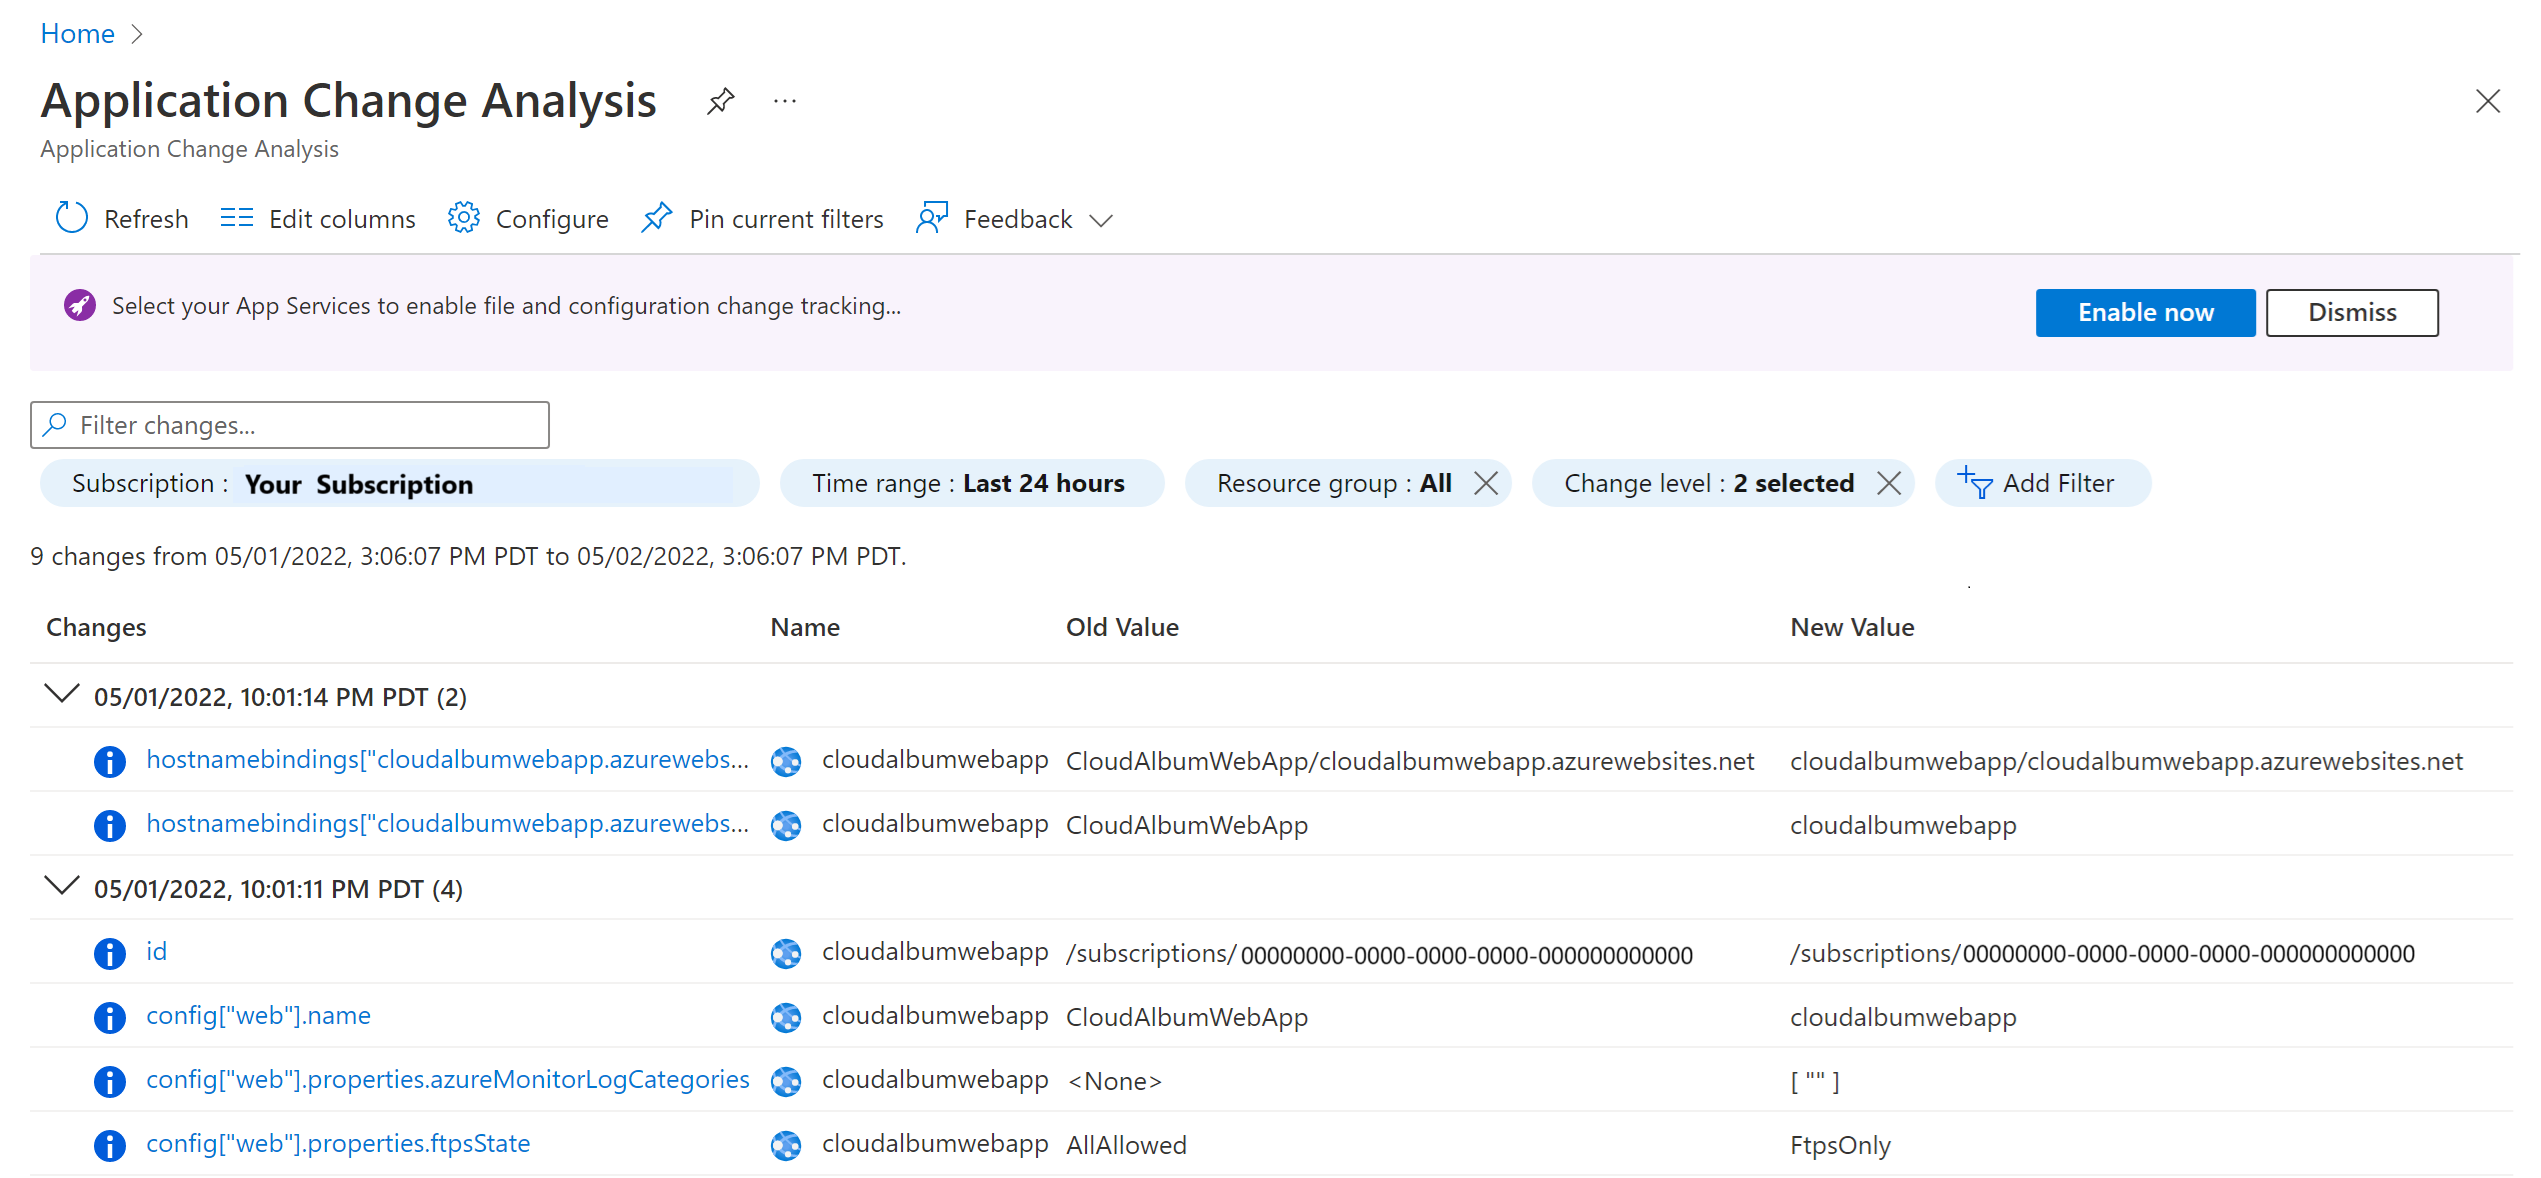 Home
Application Change Analysis
Application Change Analysis
Refresh Edit columns Configure Pin current filters Feedback
Select your App Services to enable file and configuration change tracking... Enable now Dismiss
Filter changes...
Subscription : Your Subscription Time range : Last 24 hours Resource group : All Change level : 2 selected Add Filter
9 changes from 05/01/2022, 3:06:07 PM PDT to 05/02/2022, 3:06:07 PM PDT.
Changes Name Old Value New Value
05/01/2022, 10:01:14 PM PDT (2)
hostnamebindings["cloudalbumwebapp.azurewebs... cloudalbumwebapp CloudAlbumWebApp/cloudalbumwebapp.azurewebsites.net cloudalbumwebapp/cloudalbumwebapp.azurewebsites.net
hostnamebindings["cloudalbumwebapp.azurewebs... cloudalbumwebapp CloudAlbumWebApp cloudalbumwebapp
05/01/2022, 10:01:11 PM PDT (4)
id cloudalbumwebapp /subscriptions/ 00000000-0000-0000-0000-000000000000 /subscriptions/00000000-0000-0000-0000-000000000000
config["web"].name cloudalbumwebapp CloudAlbumWebApp cloudalbumwebapp
config["web"].properties.azureMonitorLogCategories cloudalbumwebapp <None> [ "" ]
config["web"].properties.ftpsState cloudalbumwebapp AllAllowed FtpsOnly